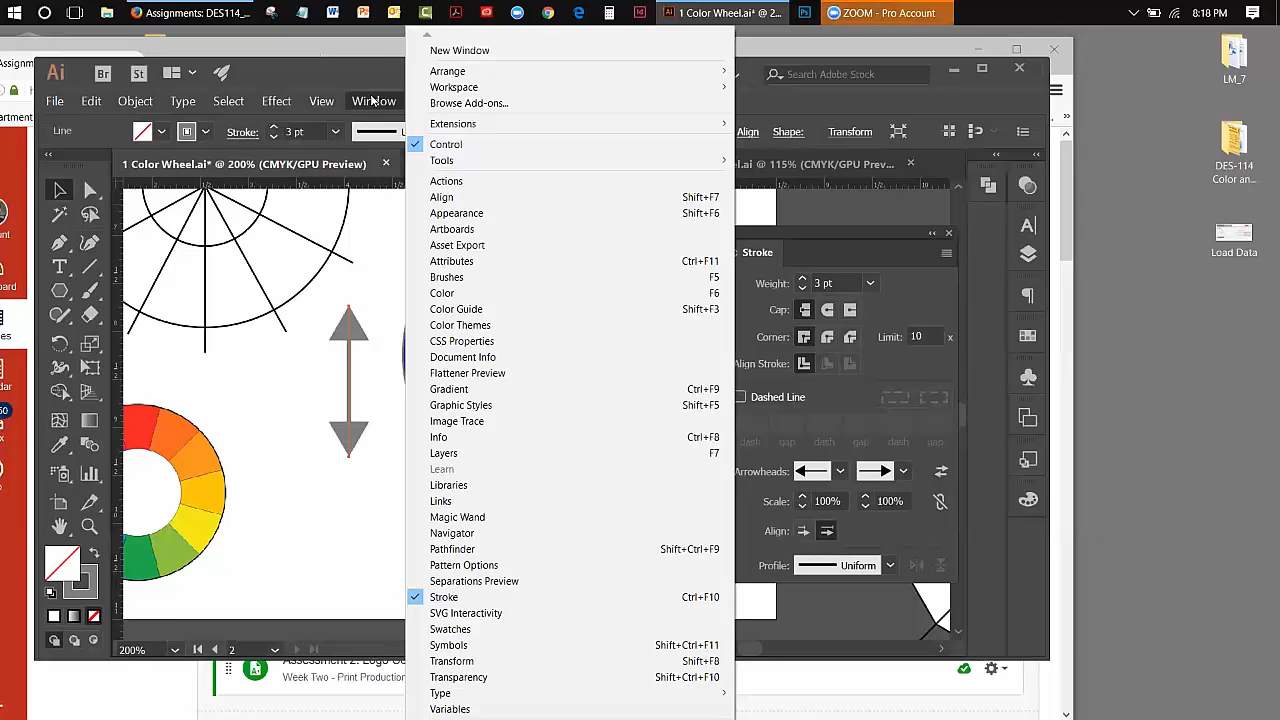 Assignments: DES114_
1 Color Wheel.ai* @ 2...
ZOOM - Pro Account
8:18 PM
Assignm
Ai
Br
St
Search Adobe Stock
File
Edit
Object
Type
Select
Effect
View
Window
Line
Stroke:
3 pt
Align
Shape:
Transform
1 Color Wheel.ai* @ 200% (CMYK/GPU Preview)
el.ai @ 115% (CMYK/GPU Prev...
New Window
Arrange
Workspace
Browse Add-ons...
Extensions
Control
Tools
Actions
Align Shift+F7
Appearance Shift+F6
Artboards
Asset Export
Attributes Ctrl+F11
Brushes F5
Color F6
Color Guide Shift+F3
Color Themes
CSS Properties
Document Info
Flattener Preview
Gradient Ctrl+F9
Graphic Styles Shift+F5
Image Trace
Info Ctrl+F8
Layers F7
Learn
Libraries
Links
Magic Wand
Navigator
Pathfinder Shift+Ctrl+F9
Pattern Options
Separations Preview
Stroke Ctrl+F10
SVG Interactivity
Swatches
Symbols Shift+Ctrl+F11
Transform Shift+F8
Transparency Shift+Ctrl+F10
Type
Variables
Stroke
Weight: 3 pt
Cap:
Corner:
Limit: 10 x
Align Stroke:
Dashed Line
dash gap dash gap dash gap
Arrowheads:
Scale: 100% 100%
Align:
Profile: Uniform
200%
2
Week Two - Print Production
LM_7
DES-114
Color an...
Load Data